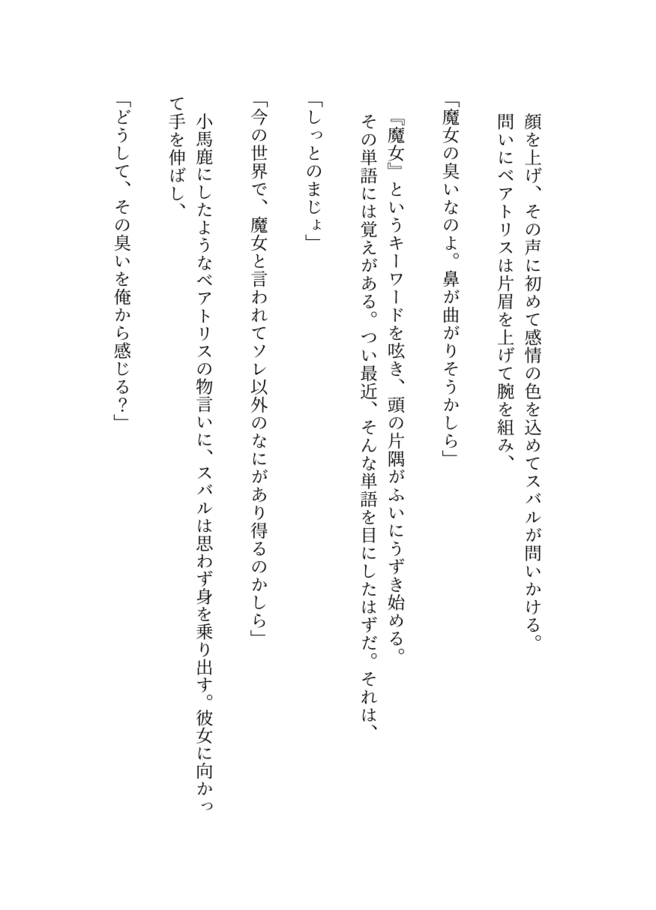 顔を上げ、その声に初めて感情の色を込めてスバルが問いかける。
問いにベアトリスは片眉を上げて腕を組み、
「魔女の臭いなのよ。鼻が曲がりそうかしら」
『魔女』というキーワードを呟き、頭の片隅がふいにうずき始める。
その単語には覚えがある。つい最近、そんな単語を目にしたはずだ。それは、
「しっとのまじょ」
「今の世界で、魔女と言われてソレ以外のなにがあり得るのかしら」
小馬鹿にしたようなベアトリスの物言いに、スバルは思わず身を乗り出す。彼女に向かっ
て手を伸ばし、
「どうして、その臭いを俺から感じる？」